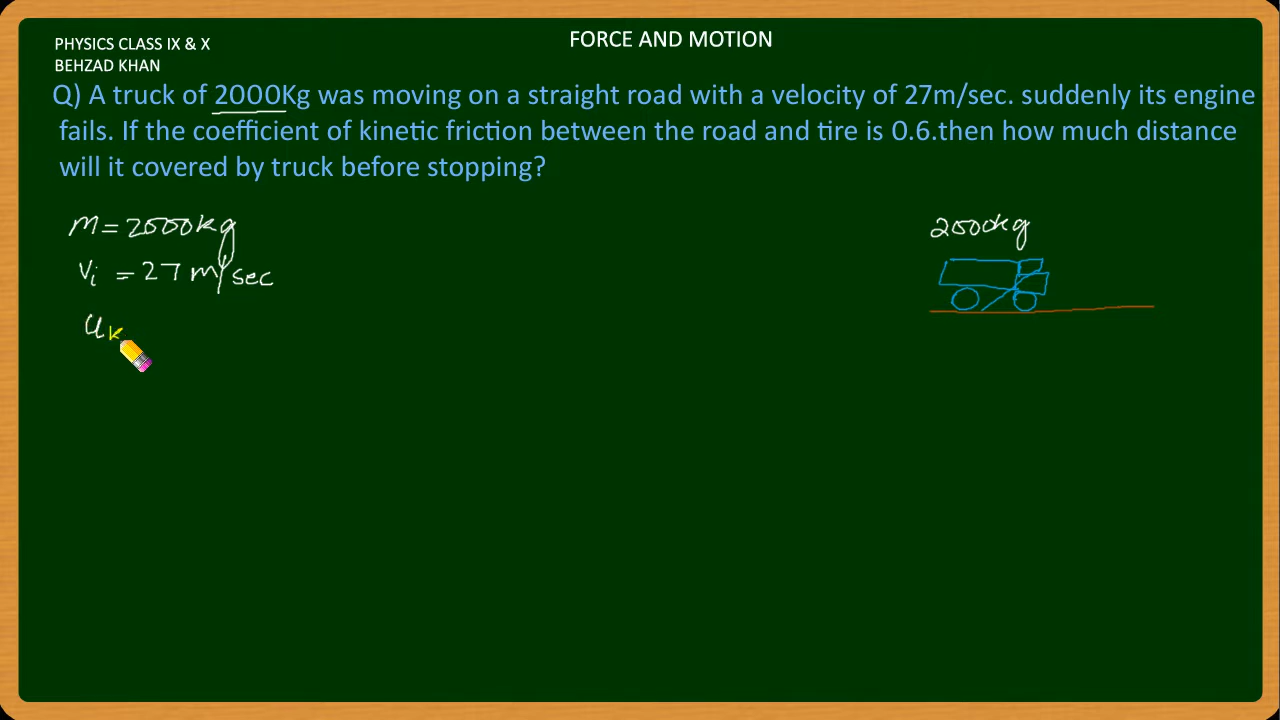 PHYSICS CLASS IX & X
BEHZAD KHAN
FORCE AND MOTION
Q) A truck of 2000Kg was moving on a straight road with a velocity of 27m/sec. suddenly its engine
fails. If the coefficient of kinetic friction between the road and tire is 0.6.then how much distance
will it covered by truck before stopping?
m = 2000kg
Vi = 27 m/sec
uk
2000kg